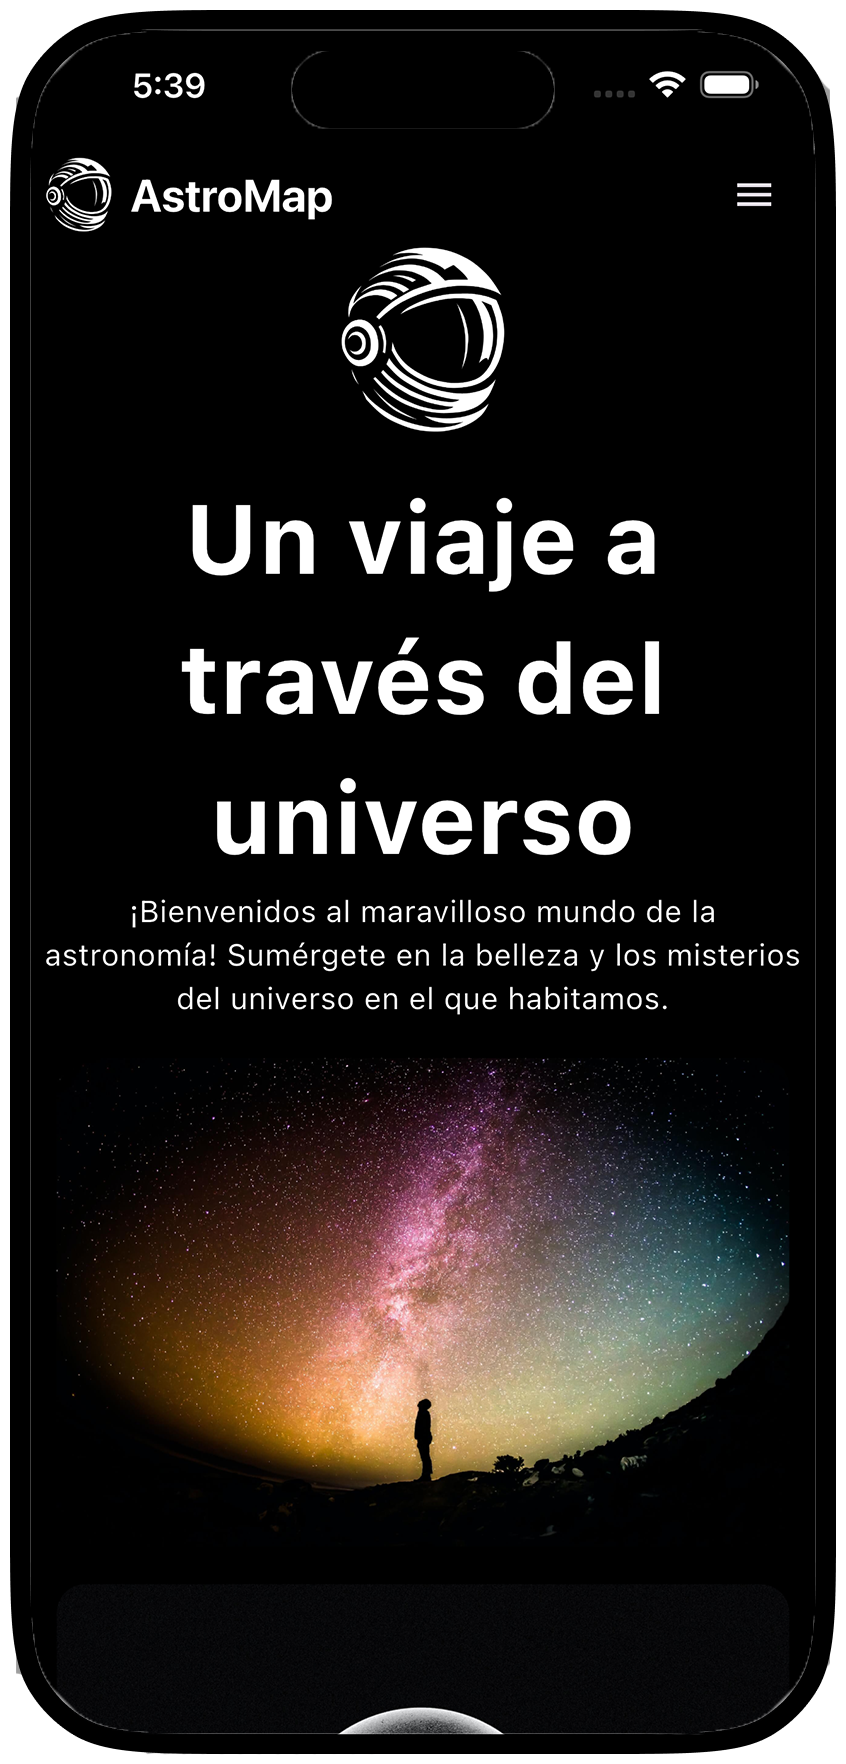 5:39
AstroMap
Un viaje a
través del
universo
¡Bienvenidos al maravilloso mundo de la
astronomía! Sumérgete en la belleza y los misterios
del universo en el que habitamos.